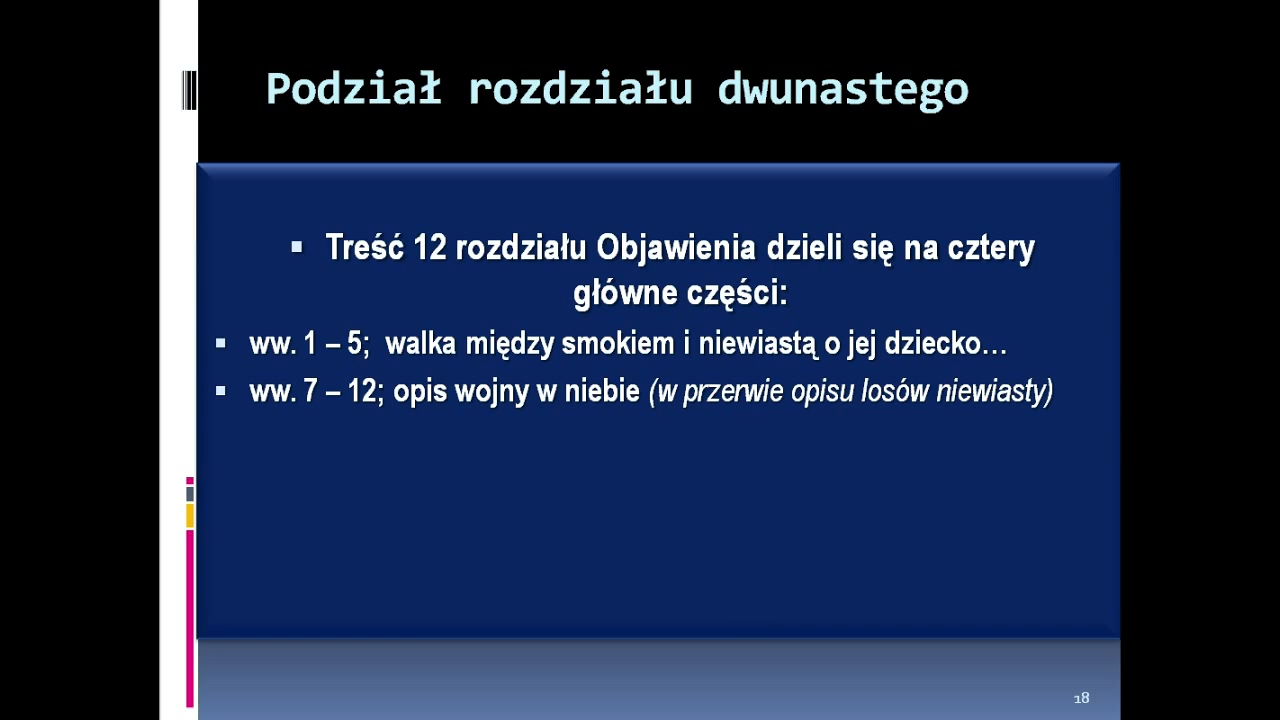 Podział rozdziału dwunastego
▪ Treść 12 rozdziału Objawienia dzieli się na cztery
główne części:
▪ ww. 1 – 5; walka między smokiem i niewiastą o jej dziecko…
▪ ww. 7 – 12; opis wojny w niebie (w przerwie opisu losów niewiasty)
18